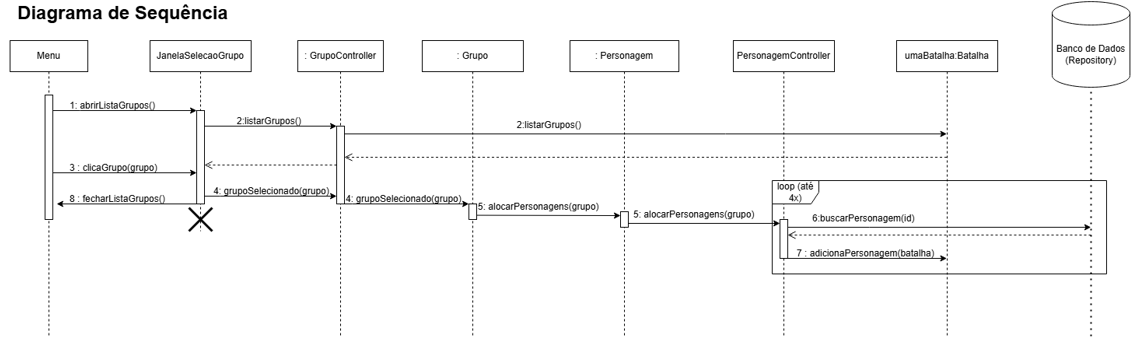 Diagrama de Sequência
Menu
JanelaSelecaoGrupo
: GrupoController
: Grupo
: Personagem
PersonagemController
umaBatalha:Batalha
Banco de Dados
(Repository)
1: abrirListaGrupos()
2:listarGrupos()
2:listarGrupos()
3 : clicaGrupo(grupo)
4: grupoSelecionado(grupo)
8 : fecharListaGrupos()
4: grupoSelecionado(grupo)
5: alocarPersonagens(grupo)
5: alocarPersonagens(grupo)
loop (até
4x)
6:buscarPersonagem(id)
7 : adicionaPersonagem(batalha)